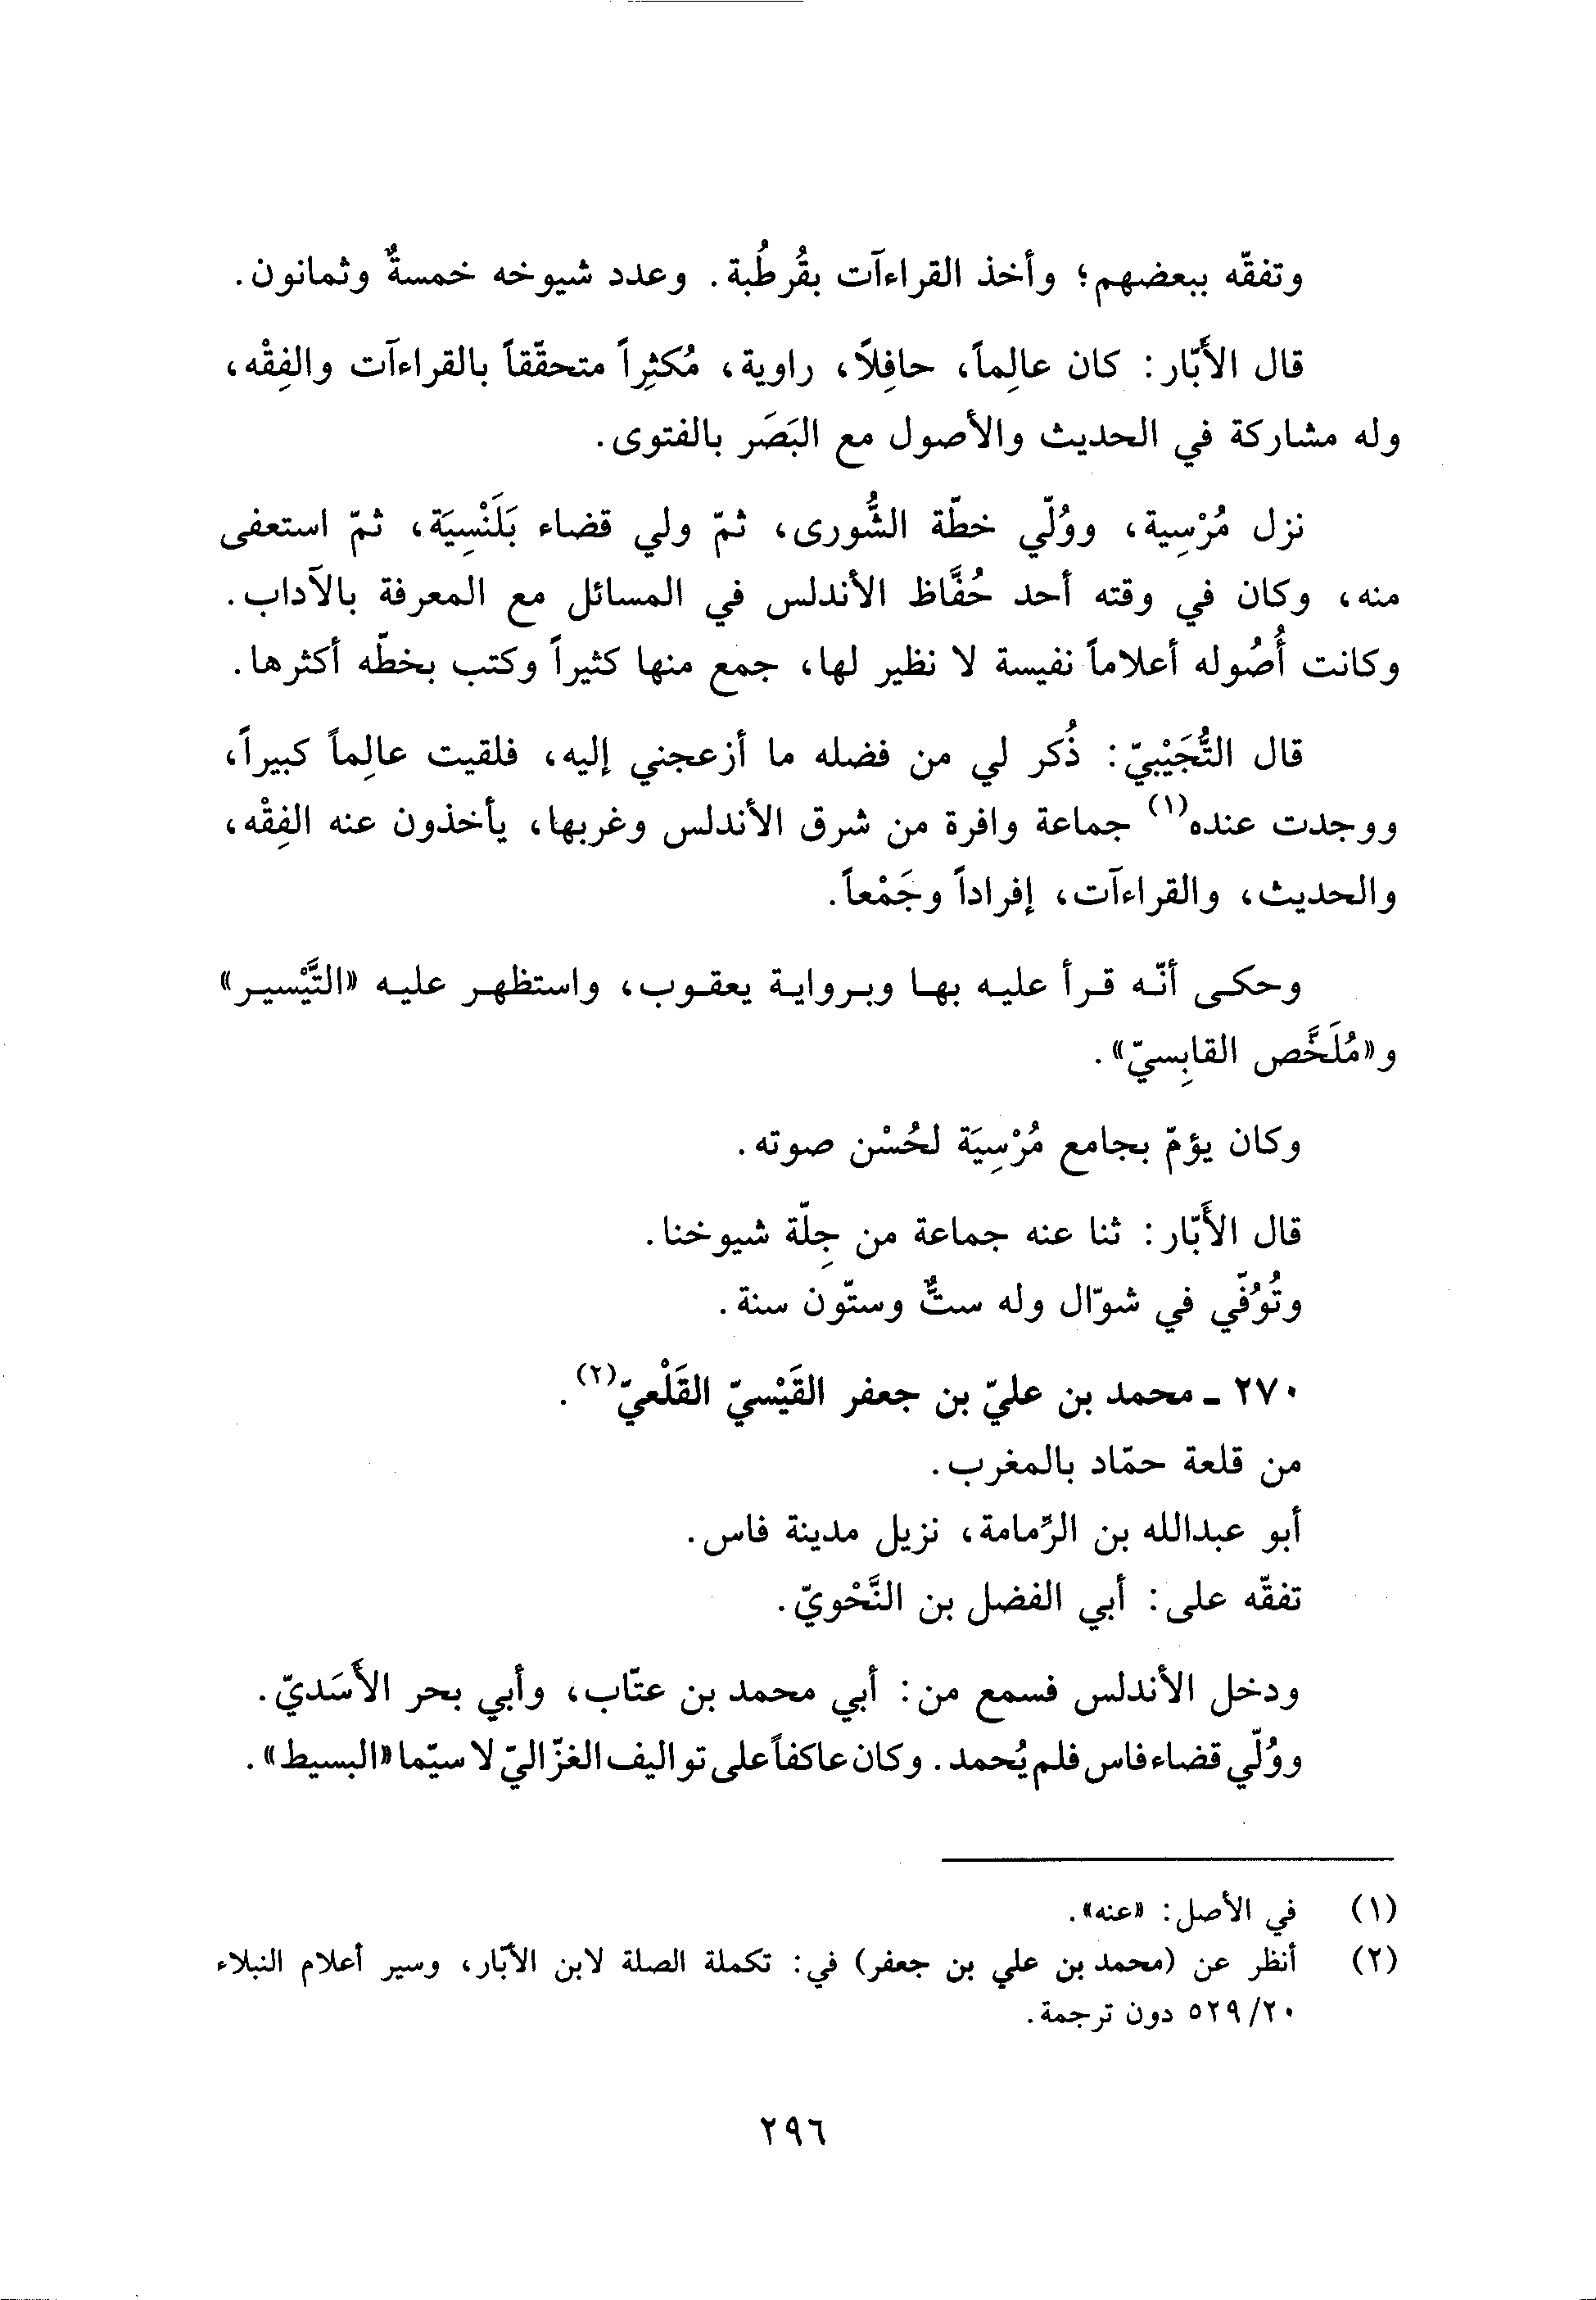 وتفقّه ببعضهم؛ وأخذ القراءآت بقُرطُبة. وعدد شيوخه خمسةٌ وثمانون.
قال الأَبّار: كان عالِماً، حافِلاً، راوية، مُكثِراً متحقّقاً بالقراءآت والفِقْه،
وله مشاركة في الحديث والأصول مع البَصَر بالفتوى.
نزل مُرْسِية، ووُلّي خطّة الشُّورى، ثمّ ولي قضاء بَلَنْسِيَة، ثمّ استعفى
منه، وكان في وقته أحد حُفَّاظ الأندلس في المسائل مع المعرفة بالآداب.
وكانت أُصُوله أعلاماً نفيسة لا نظير لها، جمع منها كثيراً وكتب بخطّه أكثرها.
قال التُّجَيْبيّ: ذُكر لي من فضله ما أزعجني إليه، فلقيت عالِماً كبيراً،
ووجدت عنده(١) جماعة وافرة من شرق الأندلس وغربها، يأخذون عنه الفِقْه،
والحديث، والقراءآت، إفراداً وجَمْعاً.
وحكى أنّه قرأ عليه بها وبرواية يعقوب، واستظهر عليه «التَّيْسير»
و«مُلَخَّص القابِسيّ».
وكان يؤمّ بجامع مُرْسِيَة لحُسْن صوته.
قال الأَبّار: ثنا عنه جماعة من جِلّة شيوخنا.
وتُوُفّي في شوّال وله ستٌّ وستّون سنة.
٢٧٠ ـ محمد بن عليّ بن جعفر القَيْسيّ القَلْعيّ(٢).
من قلعة حمّاد بالمغرب.
أبو عبدالله بن الرّمامة، نزيل مدينة فاس.
تفقّه على: أبي الفضل بن النَّحْويّ.
ودخل الأندلس فسمع من: أبي محمد بن عتّاب، وأبي بحر الأَسَديّ.
ووُلّي قضاء فاس فلم يُحمد. وكان عاكفاً على تواليف الغزّاليّ لا سيّما «البسيط».
(١) في الأصل: «عنه».
(٢) أنظر عن (محمد بن علي بن جعفر) في: تكملة الصلة لابن الأبّار، وسير أعلام النبلاء
٥٢٩/٢٠ دون ترجمة.
٢٩٦